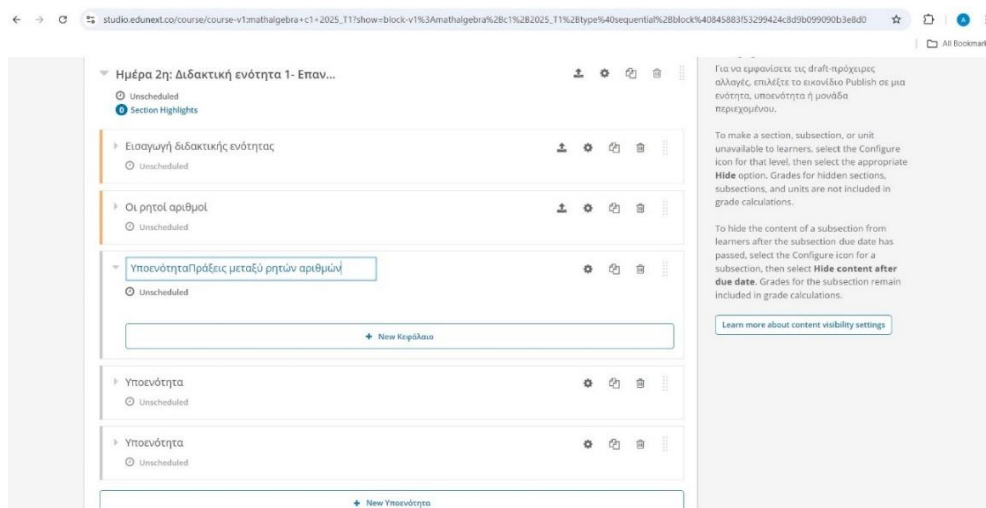 studio.edunext.co/course/course-v1:mathalgebra+c1+2025_T1?show=block-v1%3Amathalgebra%2Bc1%2B2025_T1%2Btype%40sequential%2Bblock%40845883f53299424c8d9b099090b3e8d0
A
All Bookmark
Ημέρα 2η: Διδακτική ενότητα 1- Επαν...
Unscheduled
0 Section Highlights
Εισαγωγή διδακτικής ενότητας
Unscheduled
Οι ρητοί αριθμοί
Unscheduled
ΥποενότηταΠράξεις μεταξύ ρητών αριθμών
Unscheduled
+ New Κεφάλαιο
Υποενότητα
Unscheduled
Υποενότητα
Unscheduled
+ New Υποενότητα
Για να εμφανίσετε τις draft-πρόχειρες
αλλαγές, επιλέξτε το εικονίδιο Publish σε μια
ενότητα, υποενότητα ή μονάδα
περιεχομένου.
To make a section, subsection, or unit
unavailable to learners, select the Configure
icon for that level, then select the appropriate
Hide option. Grades for hidden sections,
subsections, and units are not included in
grade calculations.
To hide the content of a subsection from
learners after the subsection due date has
passed, select the Configure icon for a
subsection, then select Hide content after
due date. Grades for the subsection remain
included in grade calculations.
Learn more about content visibility settings